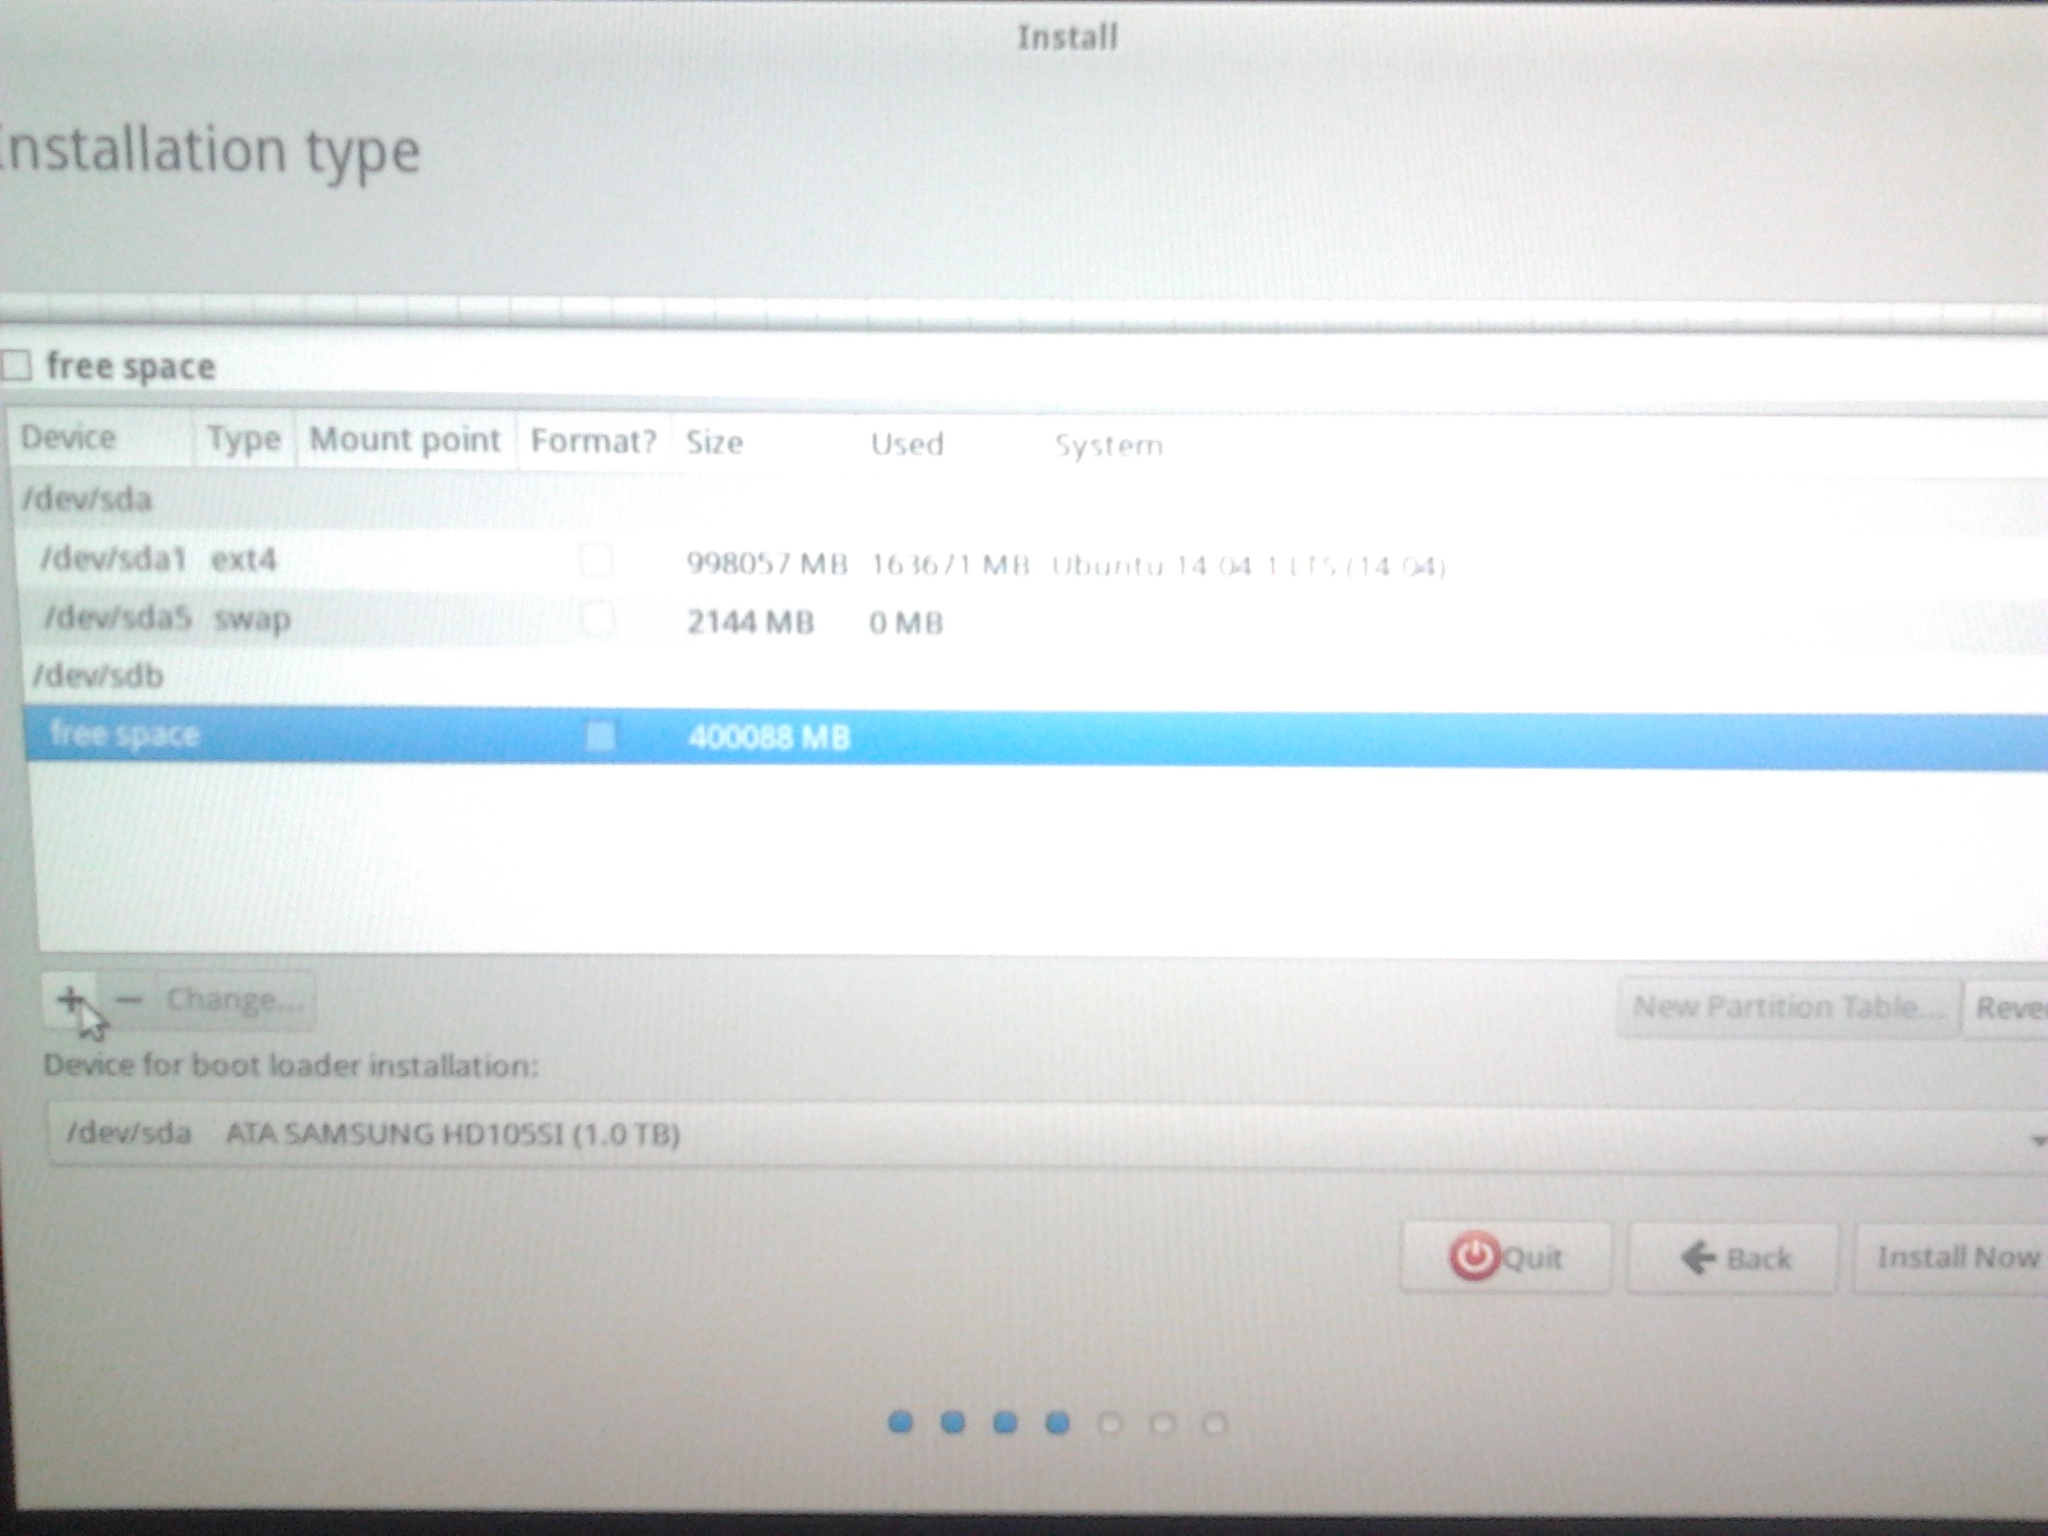 Install
Installation type
free space
Device Type Mount point Format? Size Used System
/dev/sda
/dev/sda1 ext4 998057 MB 163671 MB Ubuntu 14.04.1 LTS (14.04)
/dev/sda5 swap 2144 MB 0 MB
/dev/sdb
free space 400088 MB
+ − Change... New Partition Table... Rever
Device for boot loader installation:
/dev/sda ATA SAMSUNG HD105SI (1.0 TB)
Quit Back Install Now